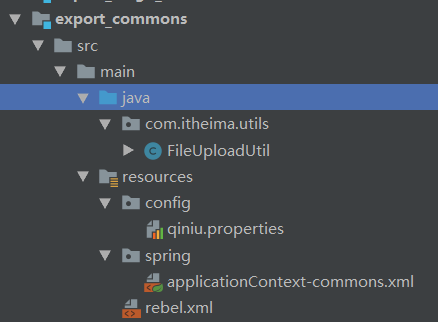 export_commons
src
main
java
com.itheima.utils
FileUploadUtil
resources
config
qiniu.properties
spring
applicationContext-commons.xml
rebel.xml